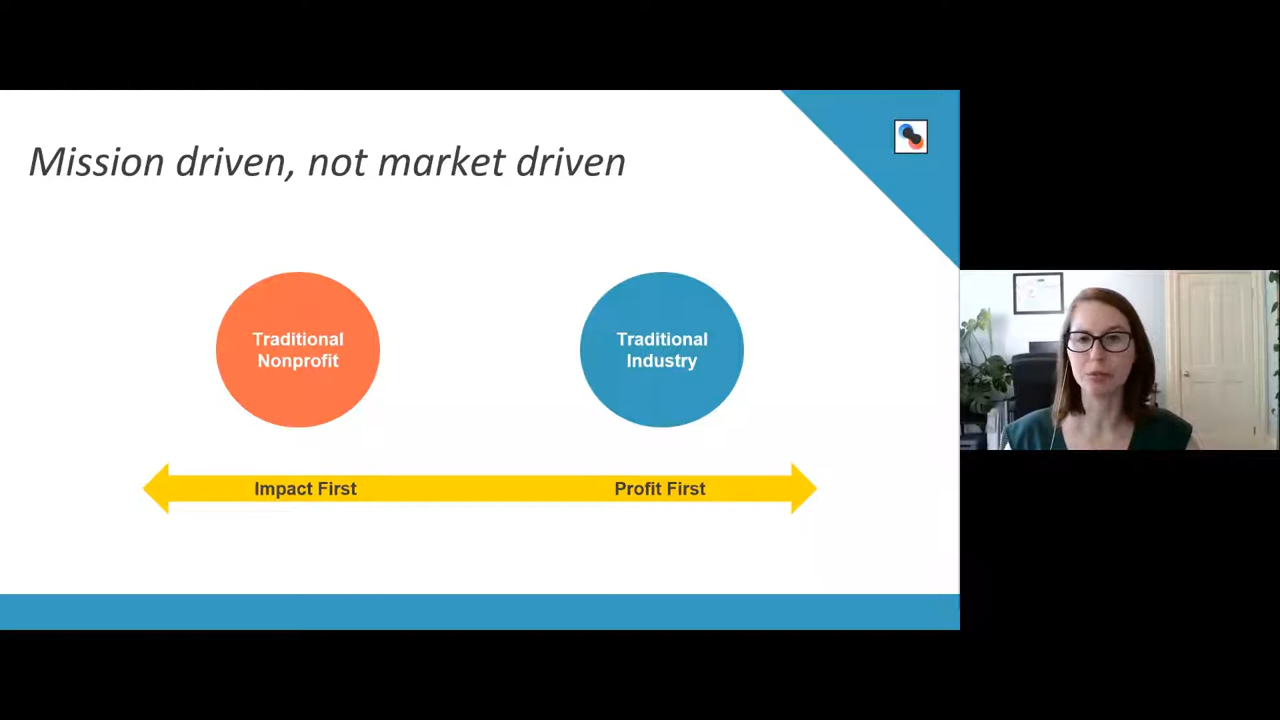 Mission driven, not market driven
Traditional
Nonprofit
Traditional
Industry
Impact First
Profit First